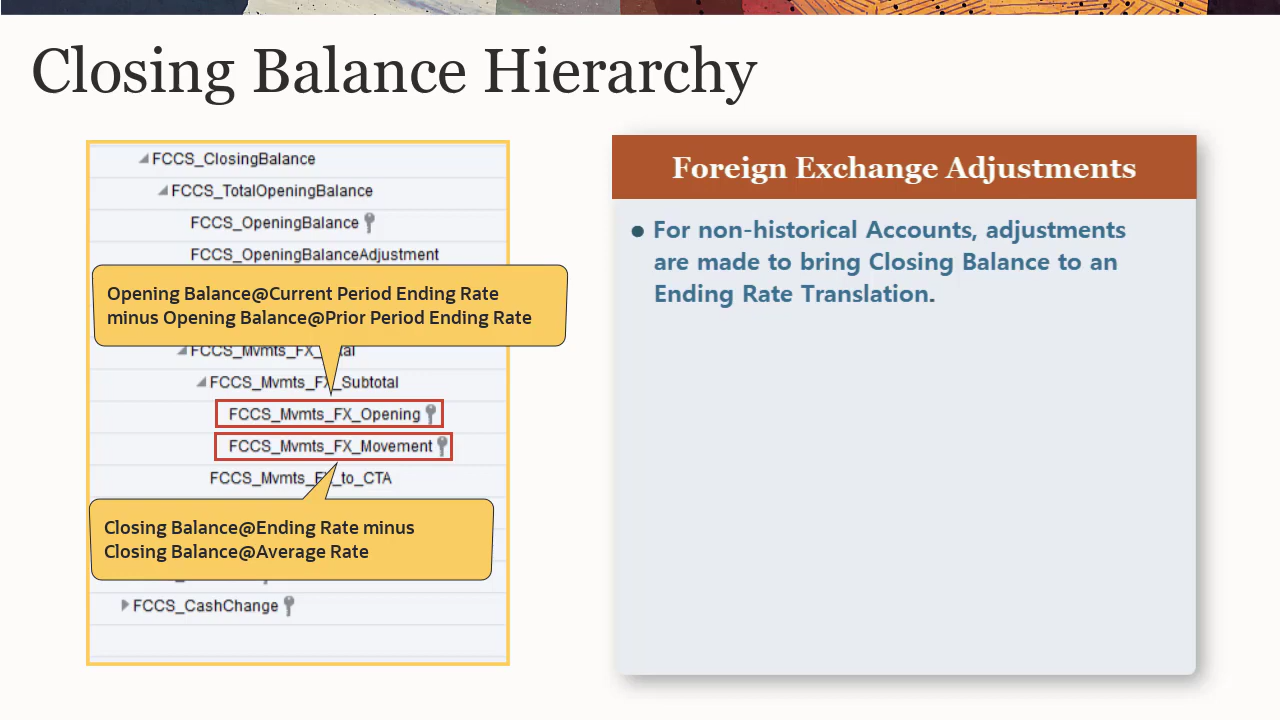 Closing Balance Hierarchy
FCCS_ClosingBalance
FCCS_TotalOpeningBalance
FCCS_OpeningBalance
FCCS_OpeningBalanceAdjustment
Opening Balance@Current Period Ending Rate
minus Opening Balance@Prior Period Ending Rate
FCCS_Mvmts_FX_Subtotal
FCCS_Mvmts_FX_Opening
FCCS_Mvmts_FX_Movement
Closing Balance@Ending Rate minus
Closing Balance@Average Rate
FCCS_CashChange
Foreign Exchange Adjustments
• For non-historical Accounts, adjustments
are made to bring Closing Balance to an
Ending Rate Translation.